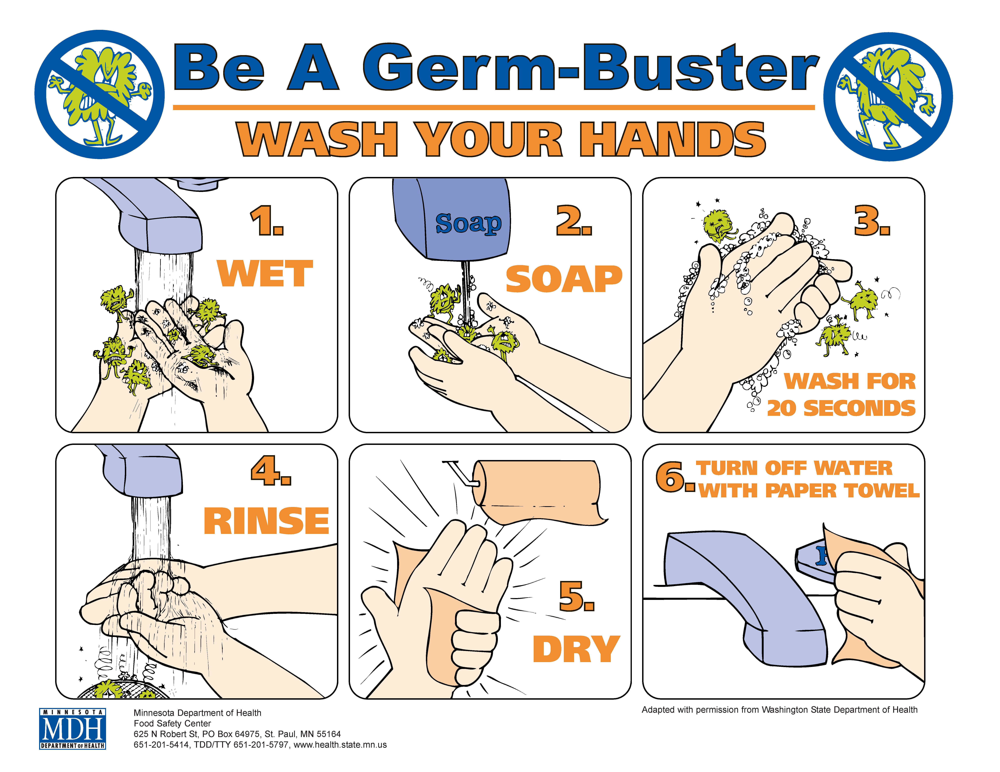 Be A Germ-Buster
WASH YOUR HANDS
1.
WET
Soap
2.
SOAP
3.
WASH FOR
20 SECONDS
4.
RINSE
5.
DRY
6. TURN OFF WATER
WITH PAPER TOWEL
MINNESOTA
MDH
DEPARTMENT OF HEALTH
Minnesota Department of Health
Food Safety Center
625 N Robert St, PO Box 64975, St. Paul, MN 55164
651-201-5414, TDD/TTY 651-201-5797, www.health.state.mn.us
Adapted with permission from Washington State Department of Health